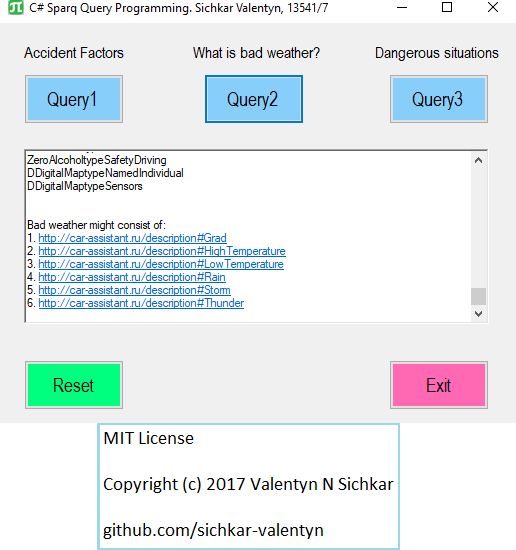 C# Sparq Query Programming. Sichkar Valentyn, 13541/7
Accident Factors What is bad weather? Dangerous situations
Query1 Query2 Query3
ZeroAlcoholtypeSafetyDriving
DDigitalMaptypeNamedIndividual
DDigitalMaptypeSensors
Bad weather might consist of:
1. http://car-assistant.ru/description#Grad
2. http://car-assistant.ru/description#HighTemperature
3. http://car-assistant.ru/description#LowTemperature
4. http://car-assistant.ru/description#Rain
5. http://car-assistant.ru/description#Storm
6. http://car-assistant.ru/description#Thunder
Reset Exit
MIT License
Copyright (c) 2017 Valentyn N Sichkar
github.com/sichkar-valentyn